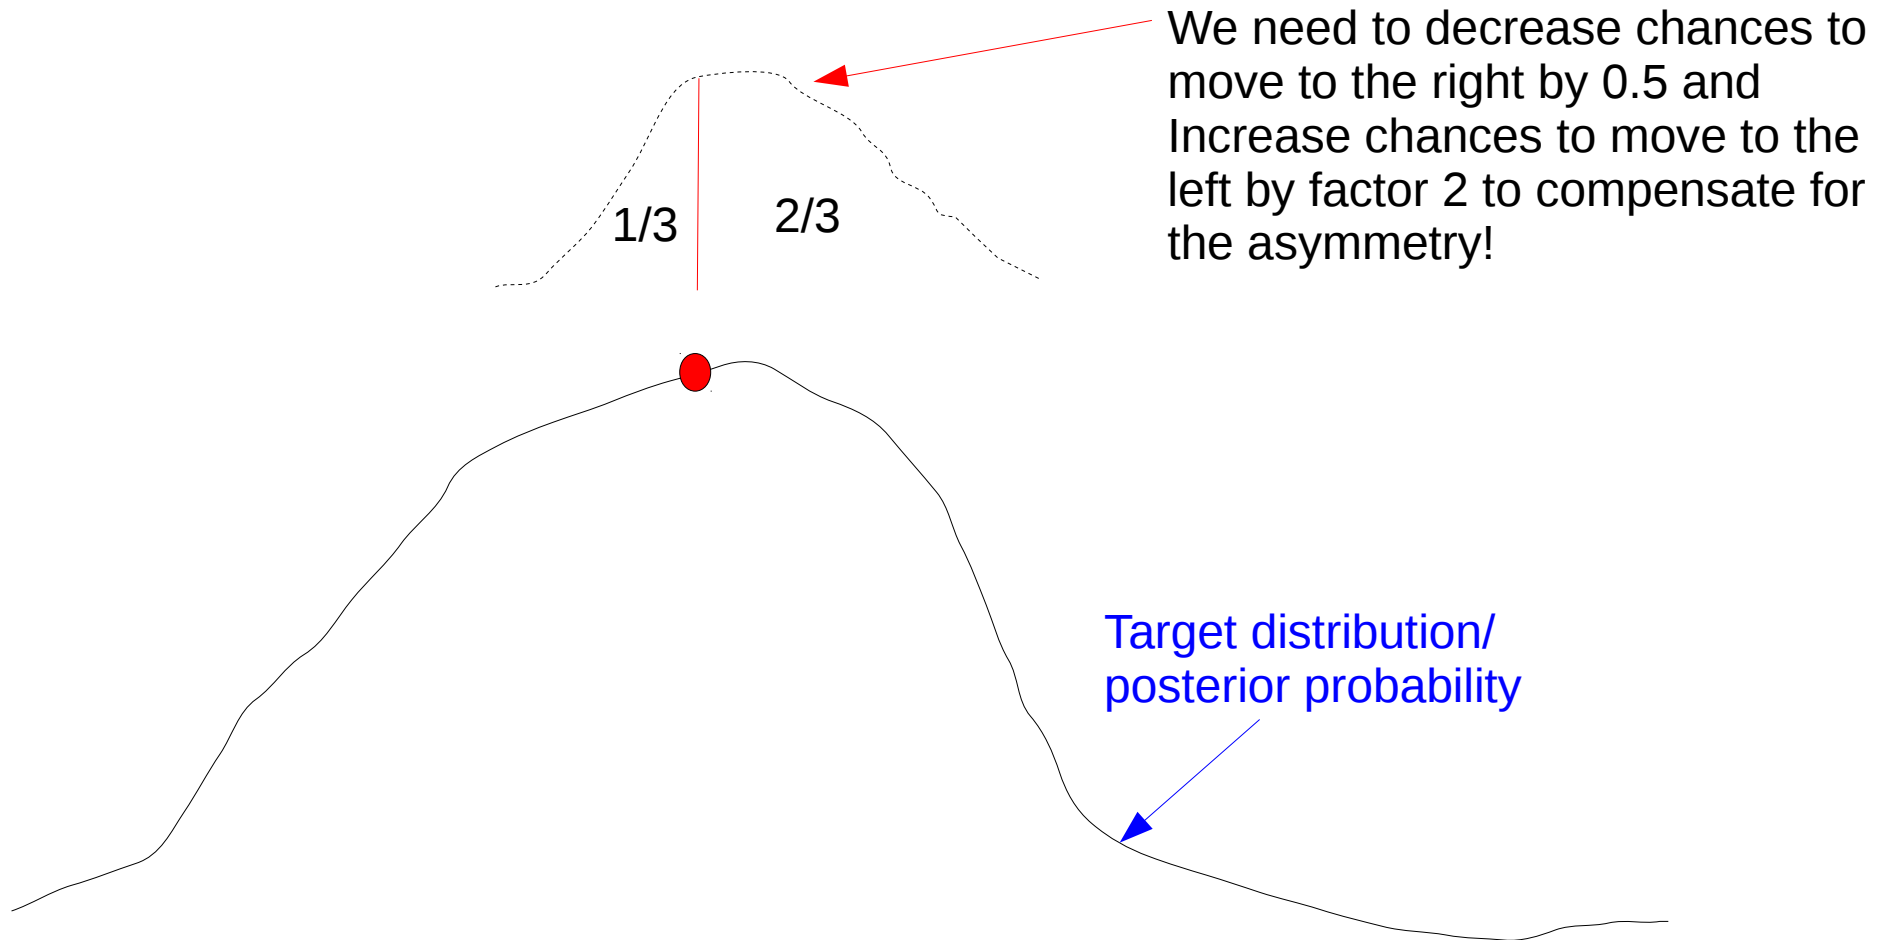 We need to decrease chances to
move to the right by 0.5 and
Increase chances to move to the
left by factor 2 to compensate for
the asymmetry!
1/3
2/3
Target distribution/
posterior probability